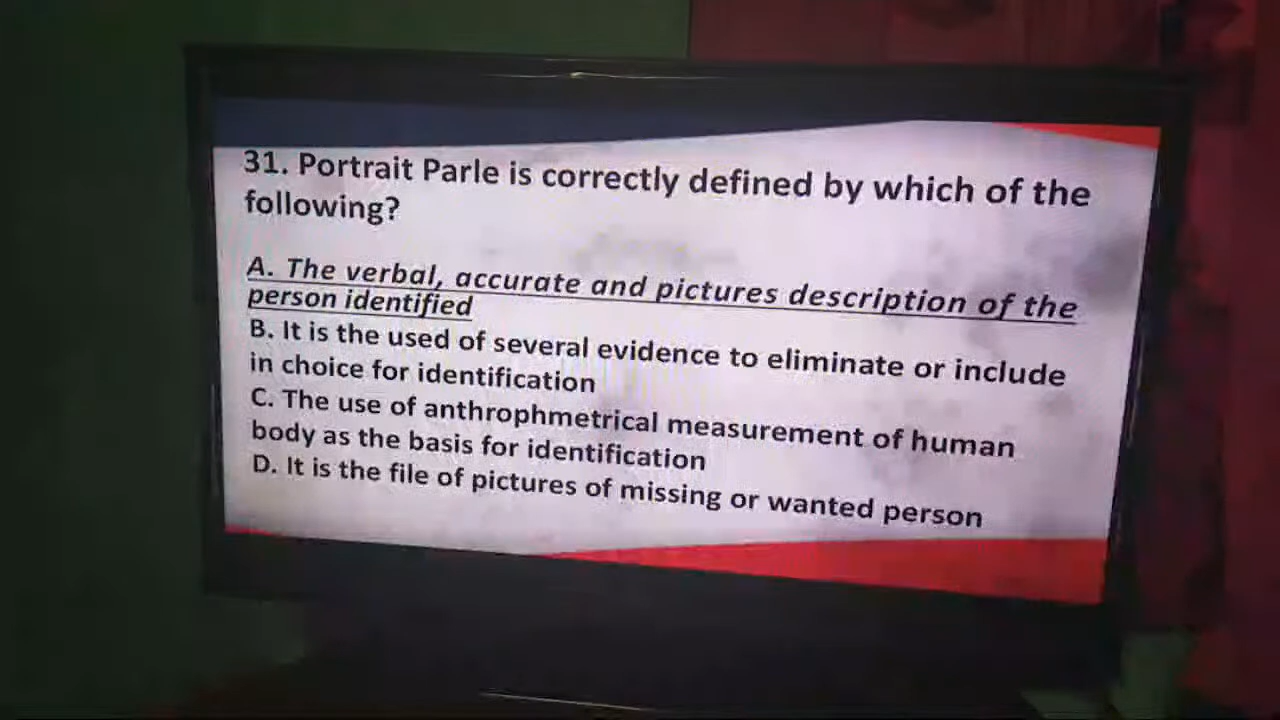 31. Portrait Parle is correctly defined by which of the
following?
A. The verbal, accurate and pictures description of the
person identified
B. It is the used of several evidence to eliminate or include
in choice for identification
C. The use of anthrophmetrical measurement of human
body as the basis for identification
D. It is the file of pictures of missing or wanted person